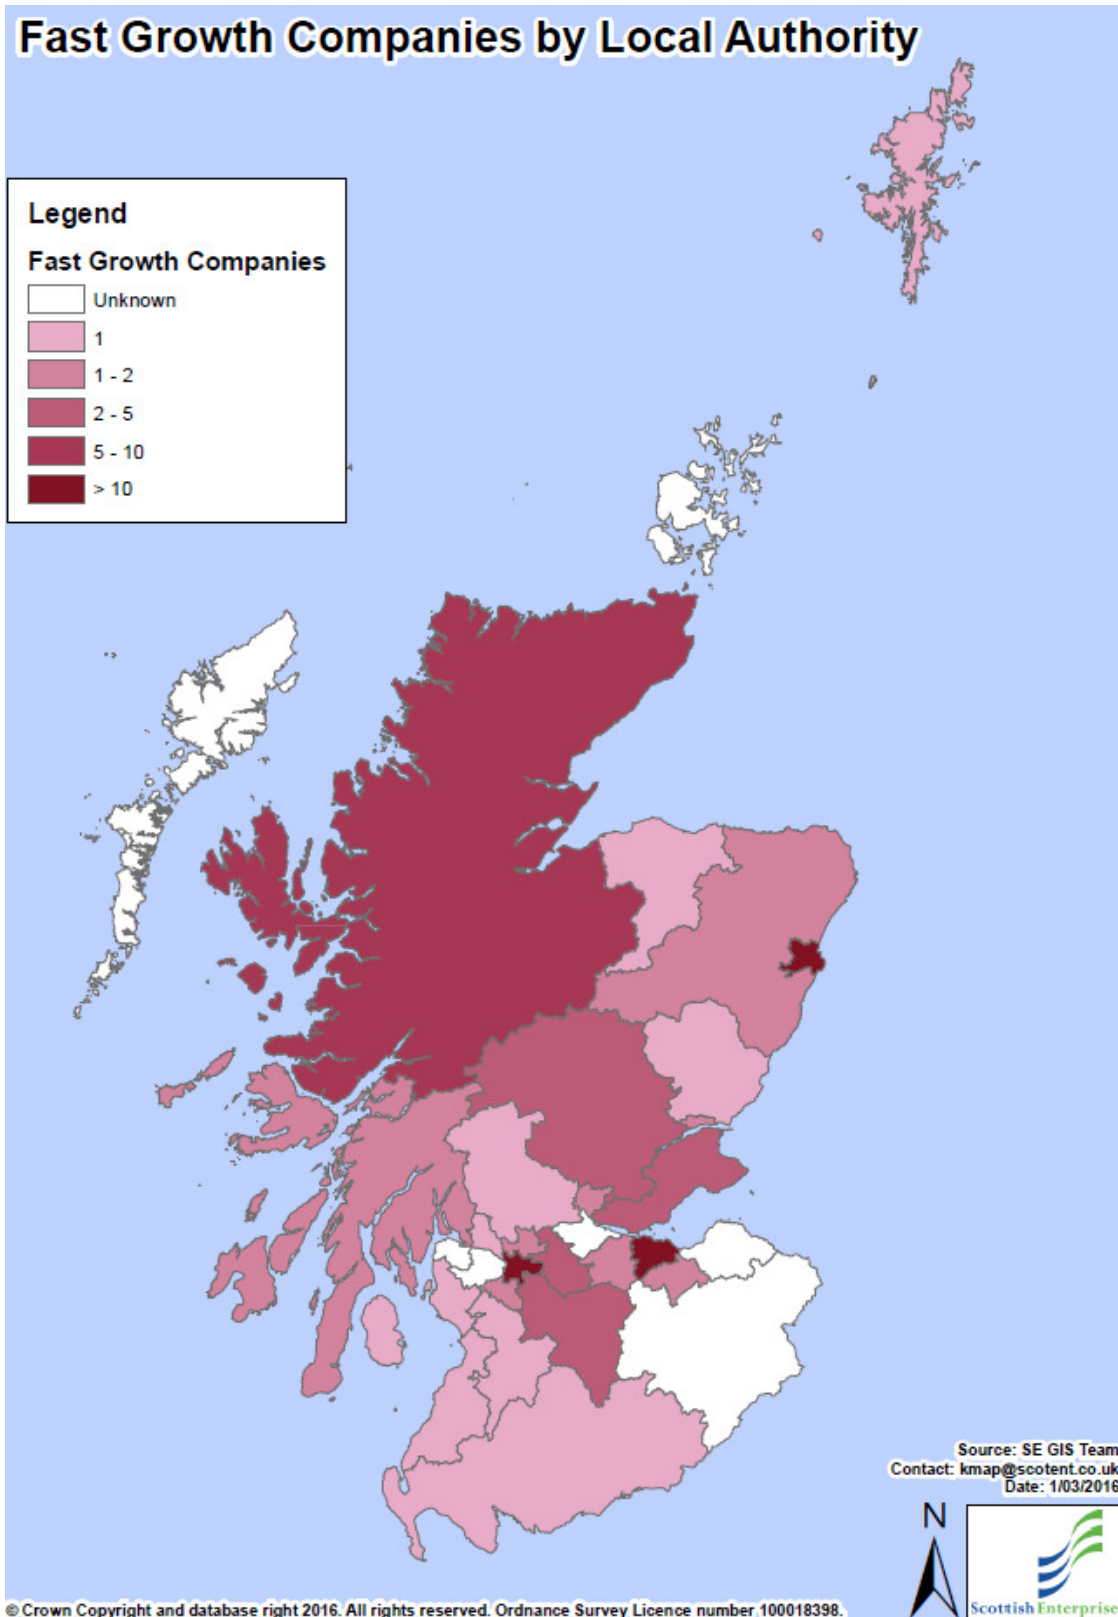 Fast Growth Companies by Local Authority
Legend
Fast Growth Companies
Unknown
1
1 - 2
2 - 5
5 - 10
> 10
Source: SE GIS Team
Contact: kmap@scotent.co.uk
Date: 1/03/2016
N
Scottish Enterprise
© Crown Copyright and database right 2016. All rights reserved. Ordnance Survey Licence number 100018398.